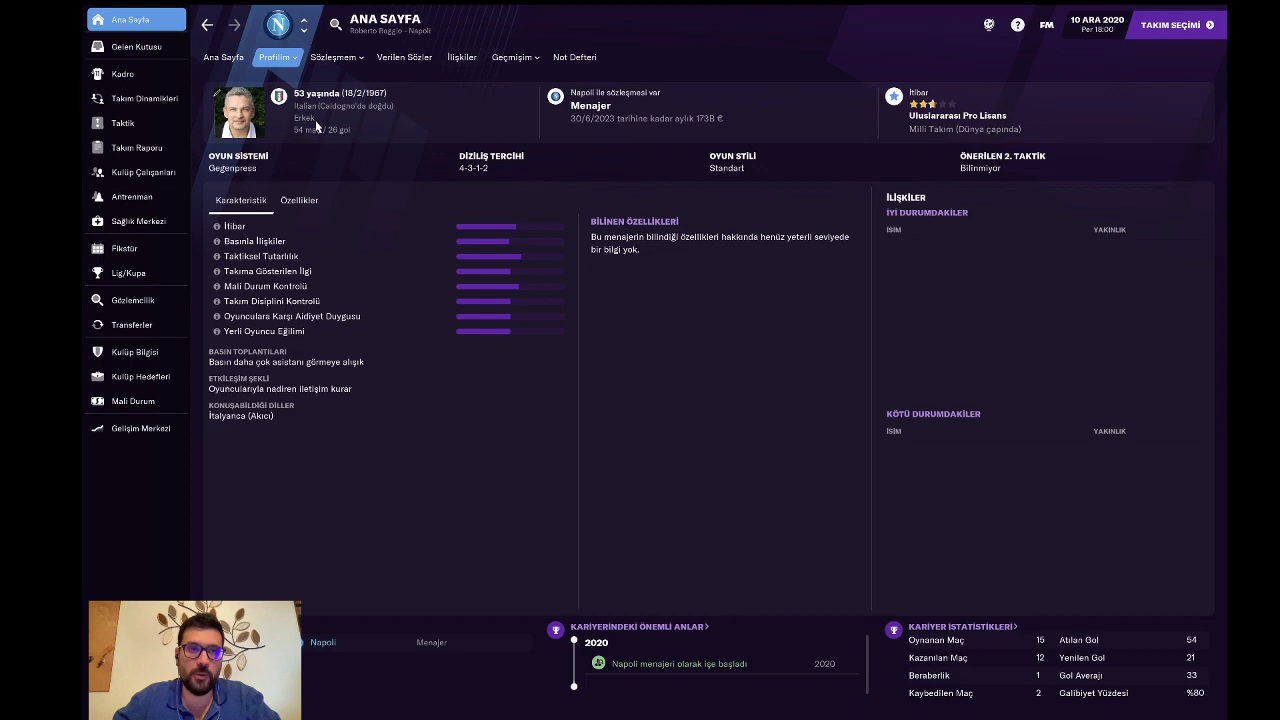 Ana Sayfa
Gelen Kutusu
Kadro
Takım Dinamikleri
Taktik
Takım Raporu
Kulüp Çalışanları
Antrenman
Sağlık Merkezi
Fikstür
Lig/Kupa
Gözlemcilik
Transferler
Kulüp Bilgisi
Kulüp Hedefleri
Mali Durum
Gelişim Merkezi
N
ANA SAYFA
Roberto Baggio - Napoli
?
FM
10 ARA 2020
Per 18:00
TAKIM SEÇİMİ
Ana Sayfa
Profilim
Sözleşmem
Verilen Sözler
İlişkiler
Geçmişim
Not Defteri
53 yaşında (18/2/1967)
İtalian (Caldogno'da doğdu)
Erkek
54 maç / 26 gol
Napoli ile sözleşmesi var
Menajer
30/6/2023 tarihine kadar aylık 173B €
İtibar
Uluslararası Pro Lisans
Milli Takım (Dünya çapında)
OYUN SİSTEMİ
Gegenpress
DİZİLİŞ TERCİHİ
4-3-1-2
OYUN STİLİ
Standart
ÖNERİLEN 2. TAKTİK
Bilinmiyor
Karakteristik
Özellikler
İtibar
Basınla İlişkiler
Taktiksel Tutarlılık
Takıma Gösterilen İlgi
Mali Durum Kontrolü
Takım Disiplini Kontrolü
Oyunculara Karşı Aidiyet Duygusu
Yerli Oyuncu Eğilimi
BASIN TOPLANTILARI
Basın daha çok asistanı görmeye alışık
ETKİLEŞİM ŞEKLİ
Oyuncularıyla nadiren iletişim kurar
KONUŞABİLDİĞİ DİLLER
İtalyanca (Akıcı)
BİLİNEN ÖZELLİKLERİ
Bu menajerin bilindiği özellikleri hakkında henüz yeterli seviyede
bir bilgi yok.
İLİŞKİLER
İYİ DURUMDAKİLER
İSİM YAKINLIK
KÖTÜ DURUMDAKİLER
İSİM YAKINLIK
Napoli Menajer
KARİYERİNDEKİ ÖNEMLİ ANLAR
2020
Napoli menajeri olarak işe başladı 2020
KARİYER İSTATİSTİKLERİ
Oynanan Maç 15 Atılan Gol 54
Kazanılan Maç 12 Yenilen Gol 21
Beraberlik 1 Gol Averajı 33
Kaybedilen Maç 2 Galibiyet Yüzdesi %80